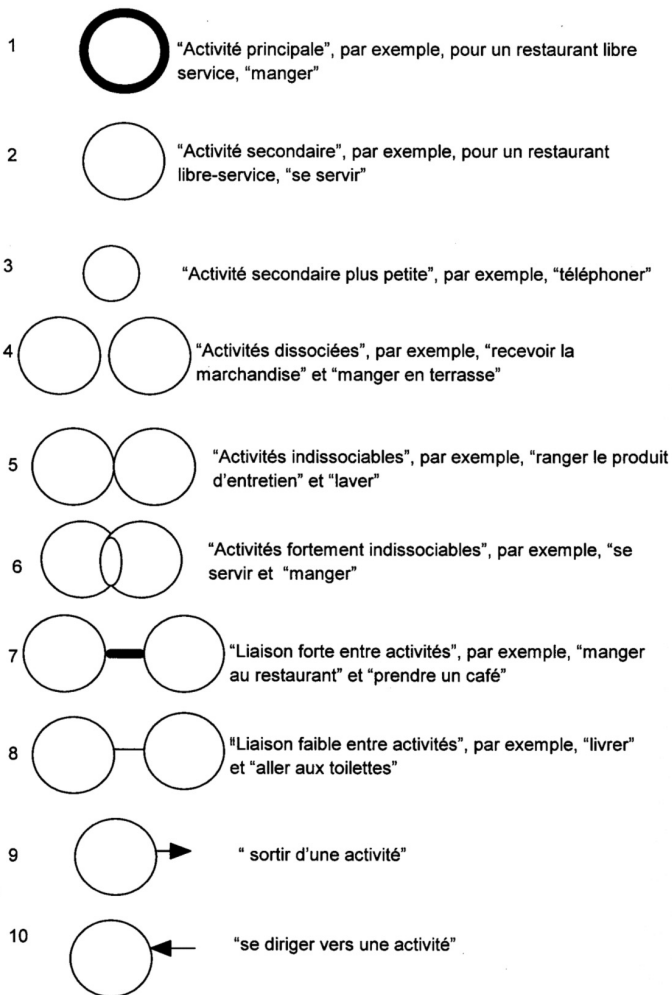 1 “Activité principale”, par exemple, pour un restaurant libre
service, “manger”
2 “Activité secondaire”, par exemple, pour un restaurant
libre-service, “se servir”
3 “Activité secondaire plus petite”, par exemple, “téléphoner”
4 “Activités dissociées”, par exemple, “recevoir la
marchandise” et “manger en terrasse”
5 “Activités indissociables”, par exemple, “ranger le produit
d'entretien” et “laver”
6 “Activités fortement indissociables”, par exemple, “se
servir et “manger”
7 “Liaison forte entre activités”, par exemple, “manger
au restaurant” et “prendre un café”
8 “Liaison faible entre activités”, par exemple, “livrer”
et “aller aux toilettes”
9 “ sortir d'une activité”
10 “se diriger vers une activité”